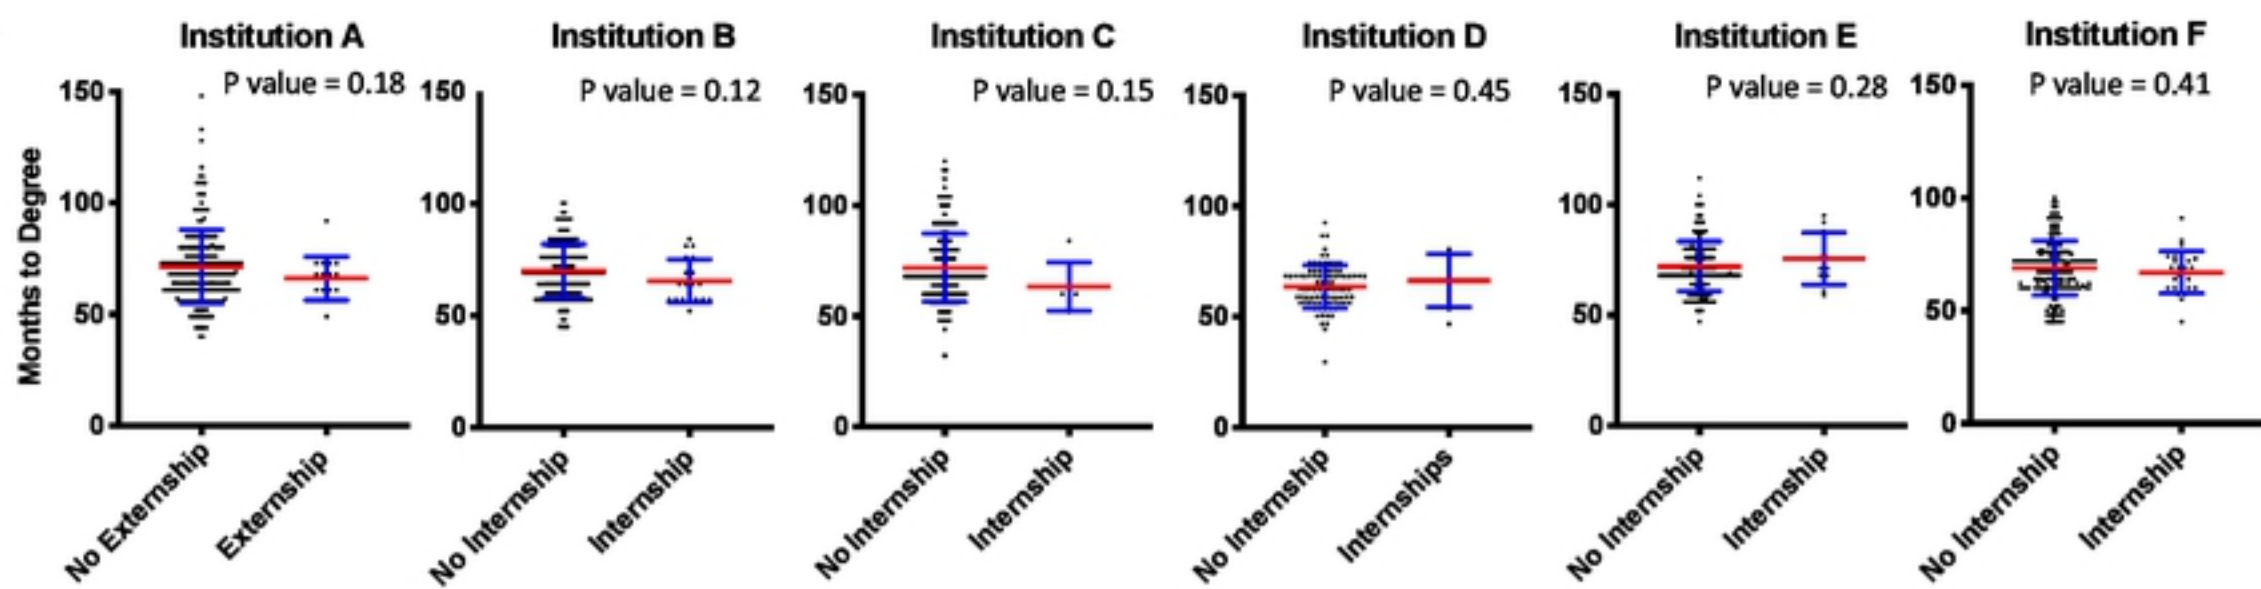 Institution A
P value = 0.18
Months to Degree
150
100
50
0
No Externship
Externship
Institution B
P value = 0.12
150
100
50
0
No Internship
Internship
Institution C
P value = 0.15
150
100
50
0
No Internship
Internship
Institution D
P value = 0.45
150
100
50
0
No Internship
Internships
Institution E
P value = 0.28
150
100
50
0
No Internship
Internship
Institution F
P value = 0.41
150
100
50
0
No Internship
Internship